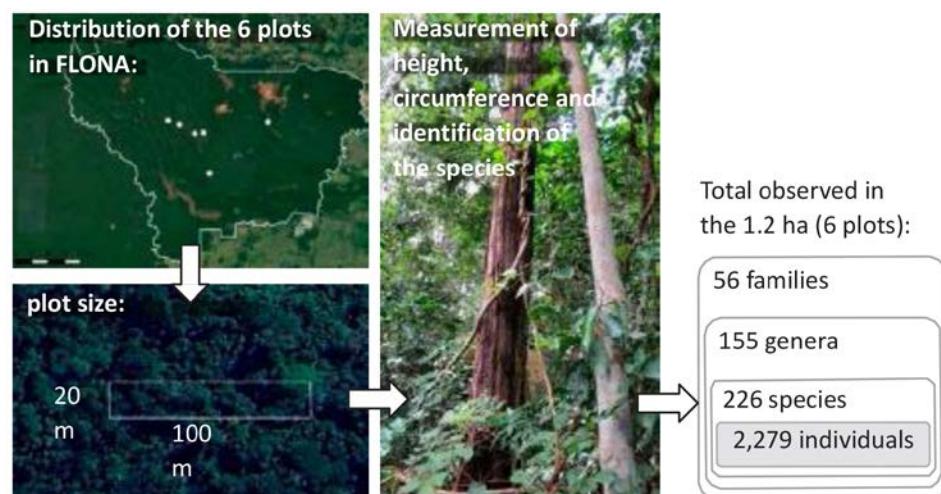 Distribution of the 6 plots
in FLONA:
plot size:
20
m
100
m
Measurement of
height,
circumference and
identification of
the species
Total observed in
the 1.2 ha (6 plots):
56 families
155 genera
226 species
2,279 individuals